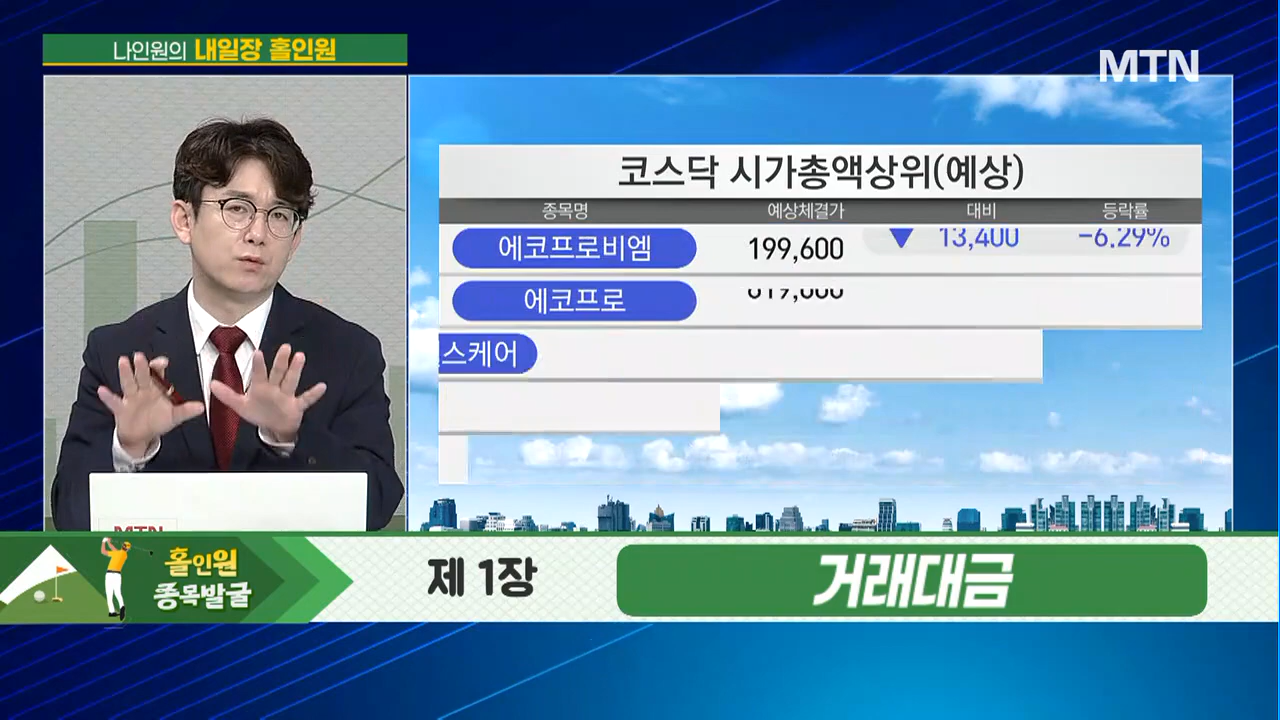 나인원의 내일장 홀인원
MTN
코스닥 시가총액상위(예상)
종목명 예상체결가 대비 등락률
에코프로비엠 199,600 ▼ 13,400 -6.29%
에코프로
스케어
MTN
홀인원
종목발굴
제 1장
거래대금